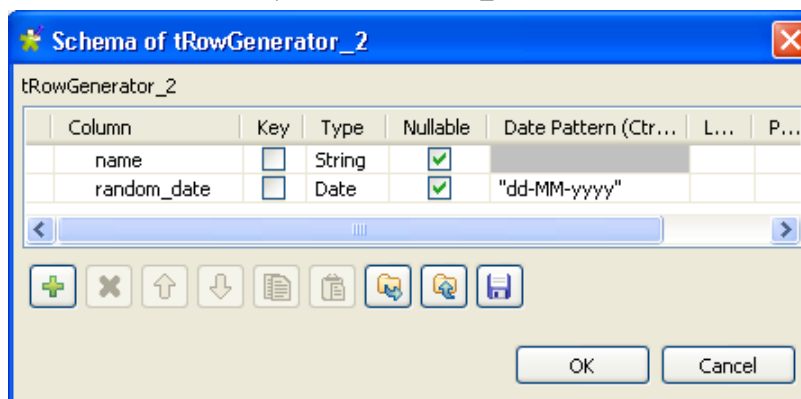 Schema of tRowGenerator_2
tRowGenerator_2
Column Key Type Nullable Date Pattern (Ctr... L... P...
name String
random_date Date "dd-MM-yyyy"
OK Cancel